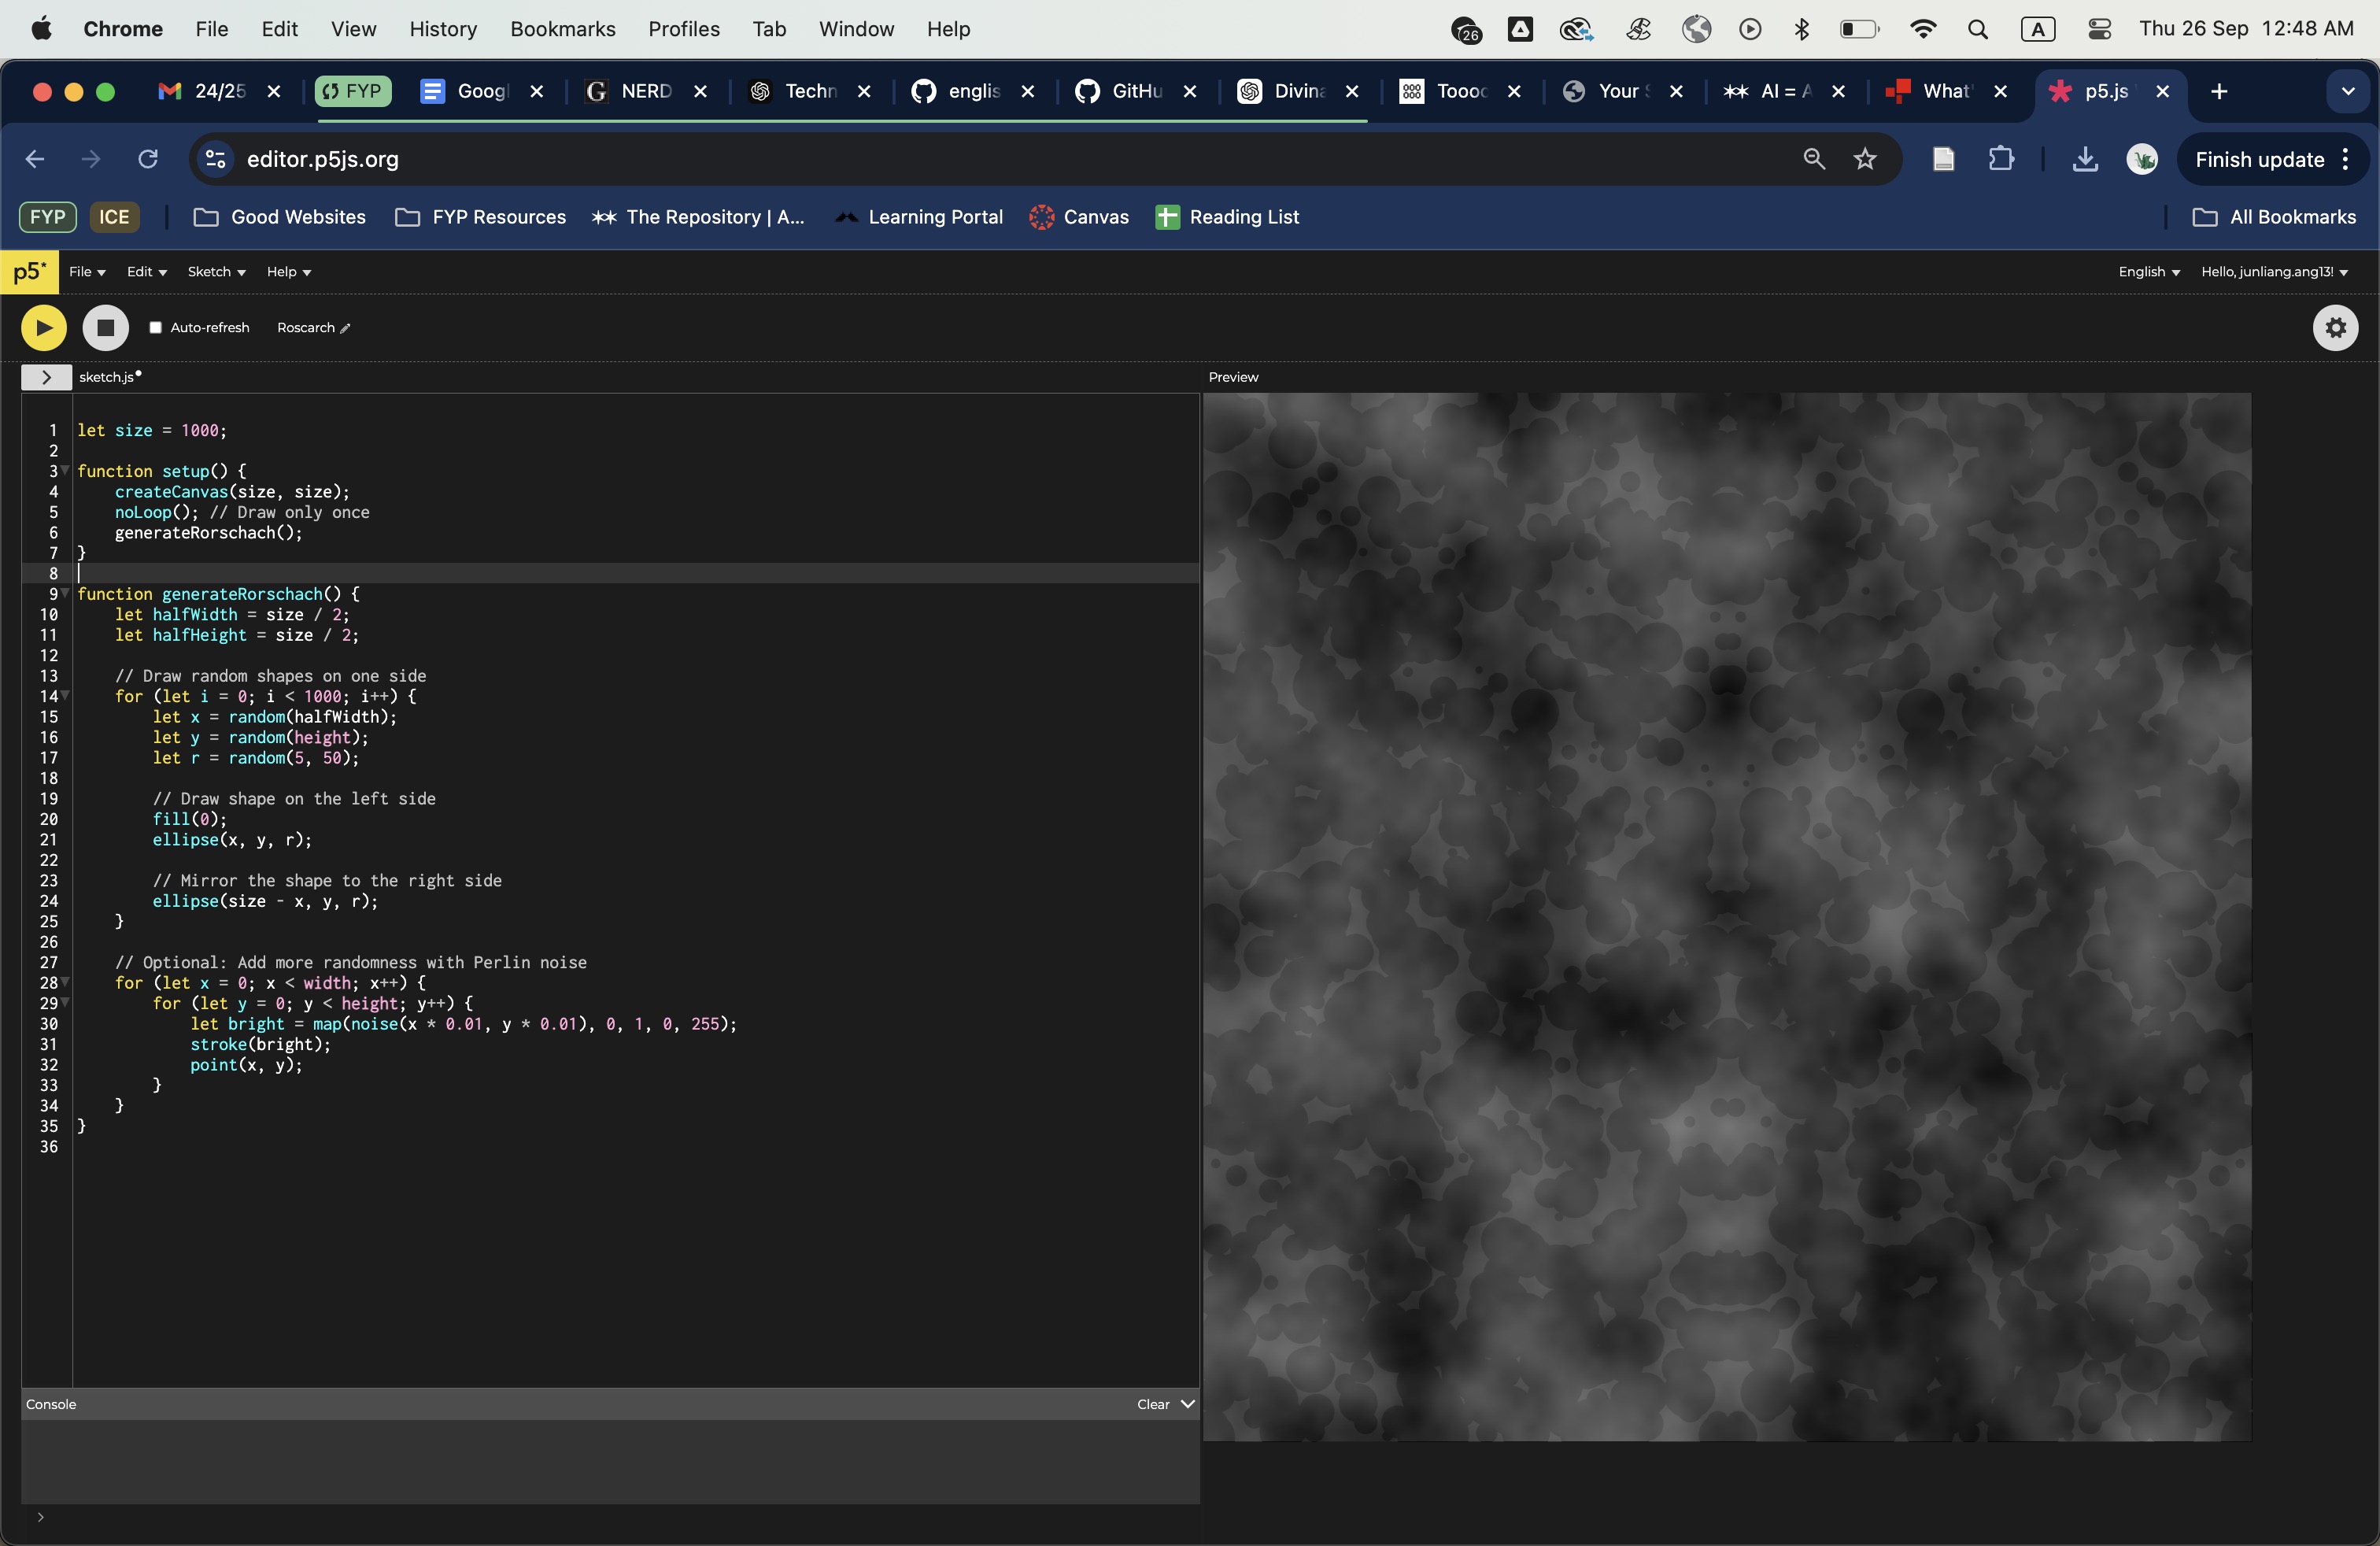 Chrome File Edit View History Bookmarks Profiles Tab Window Help 26 A Thu 26 Sep 12:48 AM
24/25 FYP Googl NERD Techn englis GitHu Divina Toooo Your AI = A What' p5.js
editor.p5js.org Finish update
FYP ICE Good Websites FYP Resources The Repository | A... Learning Portal Canvas Reading List All Bookmarks
p5* File Edit Sketch Help English Hello, junliang.ang13!
Auto-refresh Roscarch
> sketch.js Preview
1 let size = 1000;
2
3 function setup() {
4 createCanvas(size, size);
5 noLoop(); // Draw only once
6 generateRorschach();
7 }
8
9 function generateRorschach() {
10 let halfWidth = size / 2;
11 let halfHeight = size / 2;
12
13 // Draw random shapes on one side
14 for (let i = 0; i < 1000; i++) {
15 let x = random(halfWidth);
16 let y = random(height);
17 let r = random(5, 50);
18
19 // Draw shape on the left side
20 fill(0);
21 ellipse(x, y, r);
22
23 // Mirror the shape to the right side
24 ellipse(size - x, y, r);
25 }
26
27 // Optional: Add more randomness with Perlin noise
28 for (let x = 0; x < width; x++) {
29 for (let y = 0; y < height; y++) {
30 let bright = map(noise(x * 0.01, y * 0.01), 0, 1, 0, 255);
31 stroke(bright);
32 point(x, y);
33 }
34 }
35 }
36
Console Clear
>